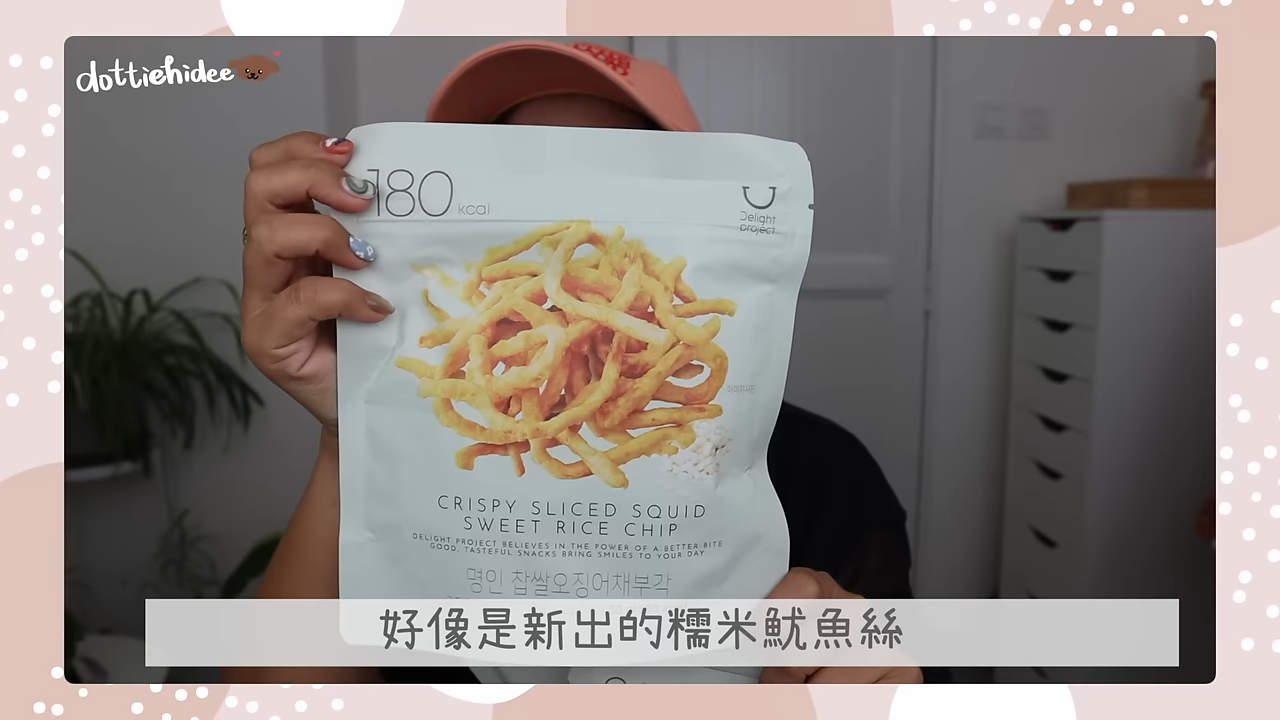 dottiehidee
180 kcal
Delight
project
CRISPY SLICED SQUID
SWEET RICE CHIP
DELIGHT PROJECT BELIEVES IN THE POWER OF A BETTER BITE
GOOD, TASTEFUL SNACKS BRING SMILES TO YOUR DAY
명인 찹쌀오징어채부각
好像是新出的糯米魷魚絲